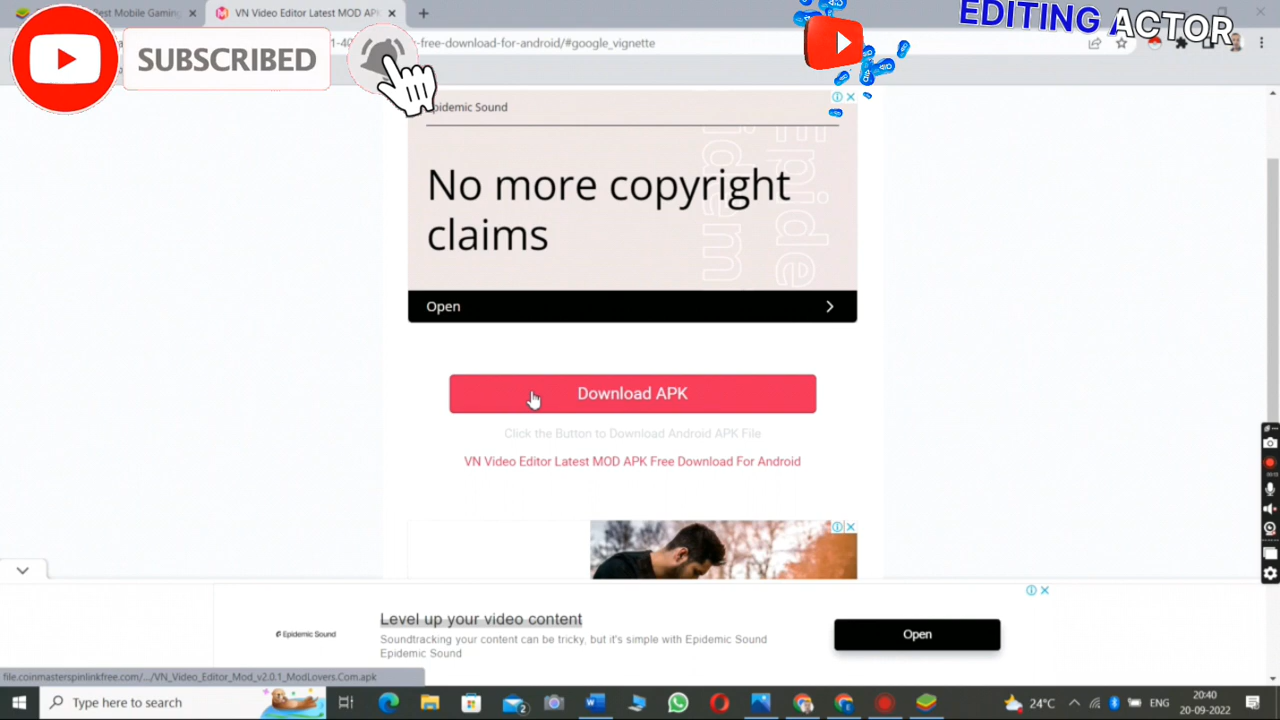 Best Mobile Gaming
VN Video Editor Latest MOD AP
EDITING ACTOR
SUBSCRIBED
-free-download-for-android/#google_vignette
Epidemic Sound
No more copyright
claims
Open
Download APK
Click the Button to Download Android APK File
VN Video Editor Latest MOD APK Free Download For Android
Level up your video content
Epidemic Sound
Soundtracking your content can be tricky, but it's simple with Epidemic Sound
Epidemic Sound
Open
file.coinmasterspinlinkfree.com/.../VN_Video_Editor_Mod_v2.0.1_ModLovers.Com.apk
Type here to search
24°C
ENG
20:40
20-09-2022